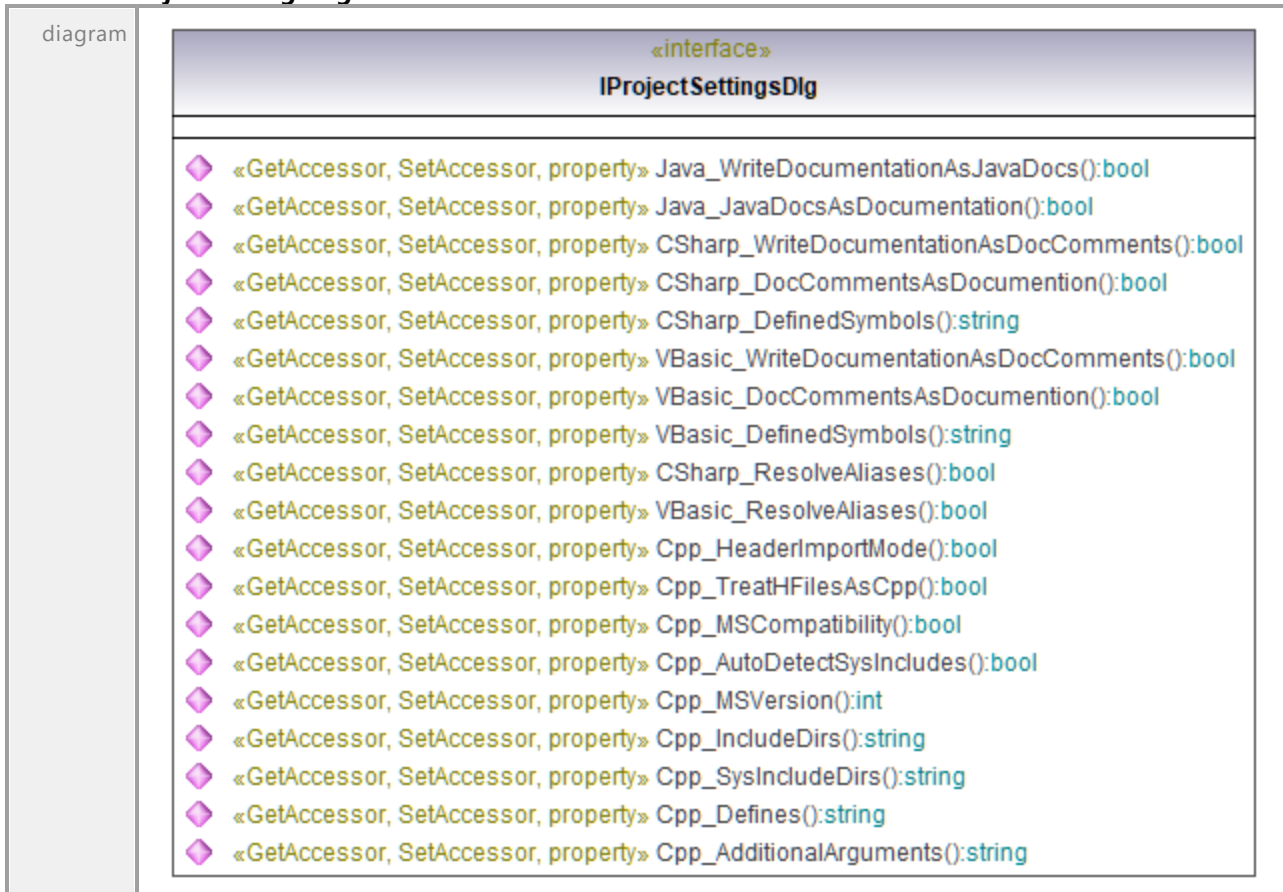 diagram
«interface»
IProjectSettingsDlg
«GetAccessor, SetAccessor, property» Java_WriteDocumentationAsJavaDocs():bool
«GetAccessor, SetAccessor, property» Java_JavaDocsAsDocumentation():bool
«GetAccessor, SetAccessor, property» CSharp_WriteDocumentationAsDocComments():bool
«GetAccessor, SetAccessor, property» CSharp_DocCommentsAsDocumention():bool
«GetAccessor, SetAccessor, property» CSharp_DefinedSymbols():string
«GetAccessor, SetAccessor, property» VBasic_WriteDocumentationAsDocComments():bool
«GetAccessor, SetAccessor, property» VBasic_DocCommentsAsDocumention():bool
«GetAccessor, SetAccessor, property» VBasic_DefinedSymbols():string
«GetAccessor, SetAccessor, property» CSharp_ResolveAliases():bool
«GetAccessor, SetAccessor, property» VBasic_ResolveAliases():bool
«GetAccessor, SetAccessor, property» Cpp_HeaderImportMode():bool
«GetAccessor, SetAccessor, property» Cpp_TreatHFilesAsCpp():bool
«GetAccessor, SetAccessor, property» Cpp_MSCompatibility():bool
«GetAccessor, SetAccessor, property» Cpp_AutoDetectSysIncludes():bool
«GetAccessor, SetAccessor, property» Cpp_MSVersion():int
«GetAccessor, SetAccessor, property» Cpp_IncludeDirs():string
«GetAccessor, SetAccessor, property» Cpp_SysIncludeDirs():string
«GetAccessor, SetAccessor, property» Cpp_Defines():string
«GetAccessor, SetAccessor, property» Cpp_AdditionalArguments():string